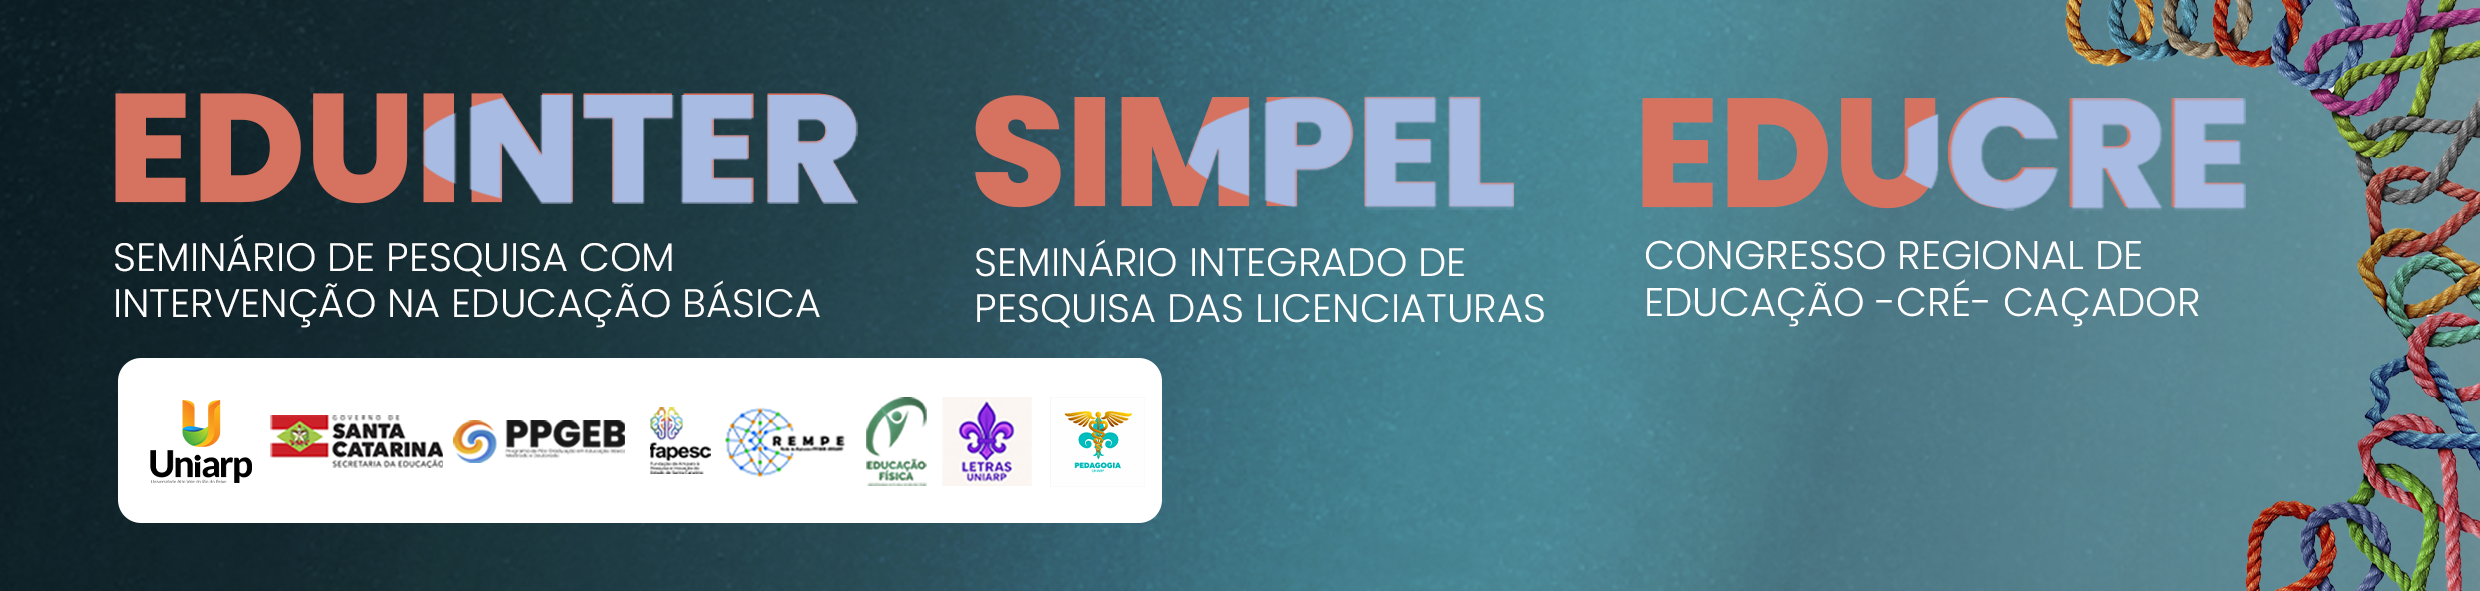 EDUINTER
SEMINÁRIO DE PESQUISA COM
INTERVENÇÃO NA EDUCAÇÃO BÁSICA
SIMPEL
SEMINÁRIO INTEGRADO DE
PESQUISA DAS LICENCIATURAS
EDUCRE
CONGRESSO REGIONAL DE
EDUCAÇÃO -CRÉ- CAÇADOR
Uniarp
GOVERNO DE
SANTA
CATARINA
SECRETARIA DA EDUCAÇÃO
PPGEB
fapesc
REMPE
EDUCAÇÃO
FÍSICA
LETRAS
UNIARP
PEDAGOGIA